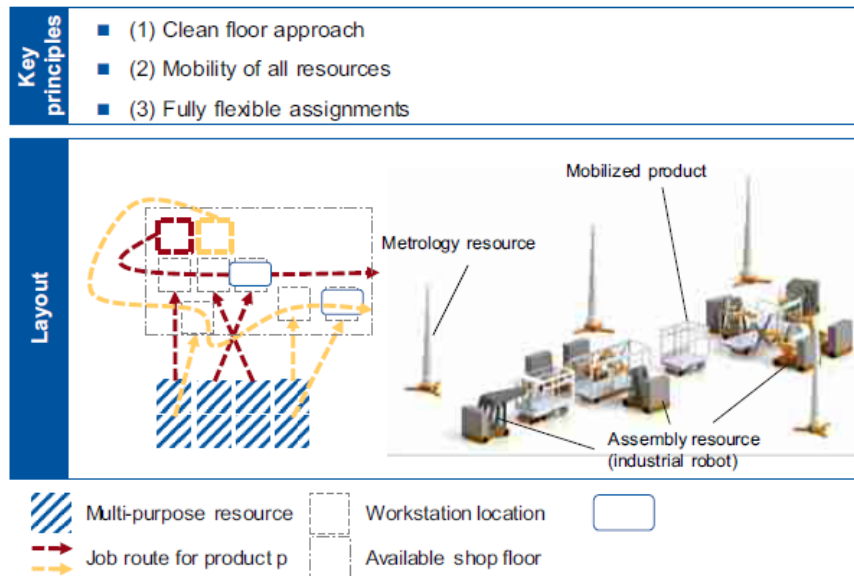 Key
principles
(1) Clean floor approach
(2) Mobility of all resources
(3) Fully flexible assignments
Layout
Mobilized product
Metrology resource
Assembly resource
(industrial robot)
Multi-purpose resource
Workstation location
Job route for product p
Available shop floor